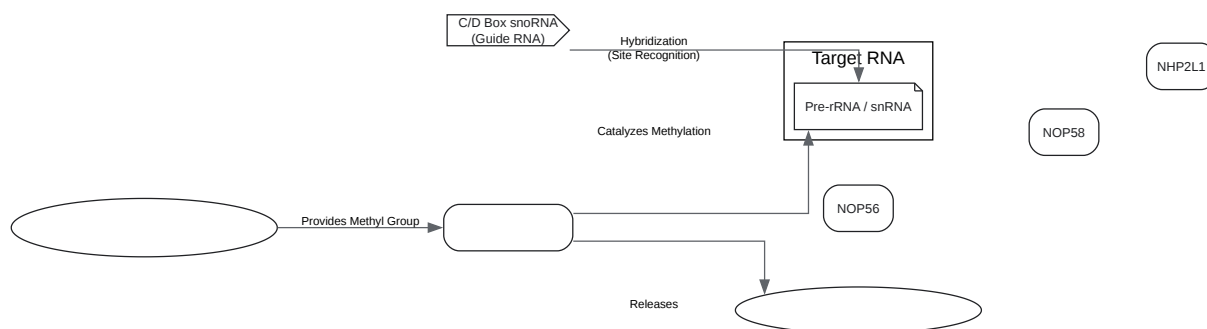 C/D Box snoRNA
(Guide RNA)
Hybridization
(Site Recognition)
Target RNA
Pre-rRNA / snRNA
NHP2L1
NOP58
Catalyzes Methylation
NOP56
Provides Methyl Group
Releases